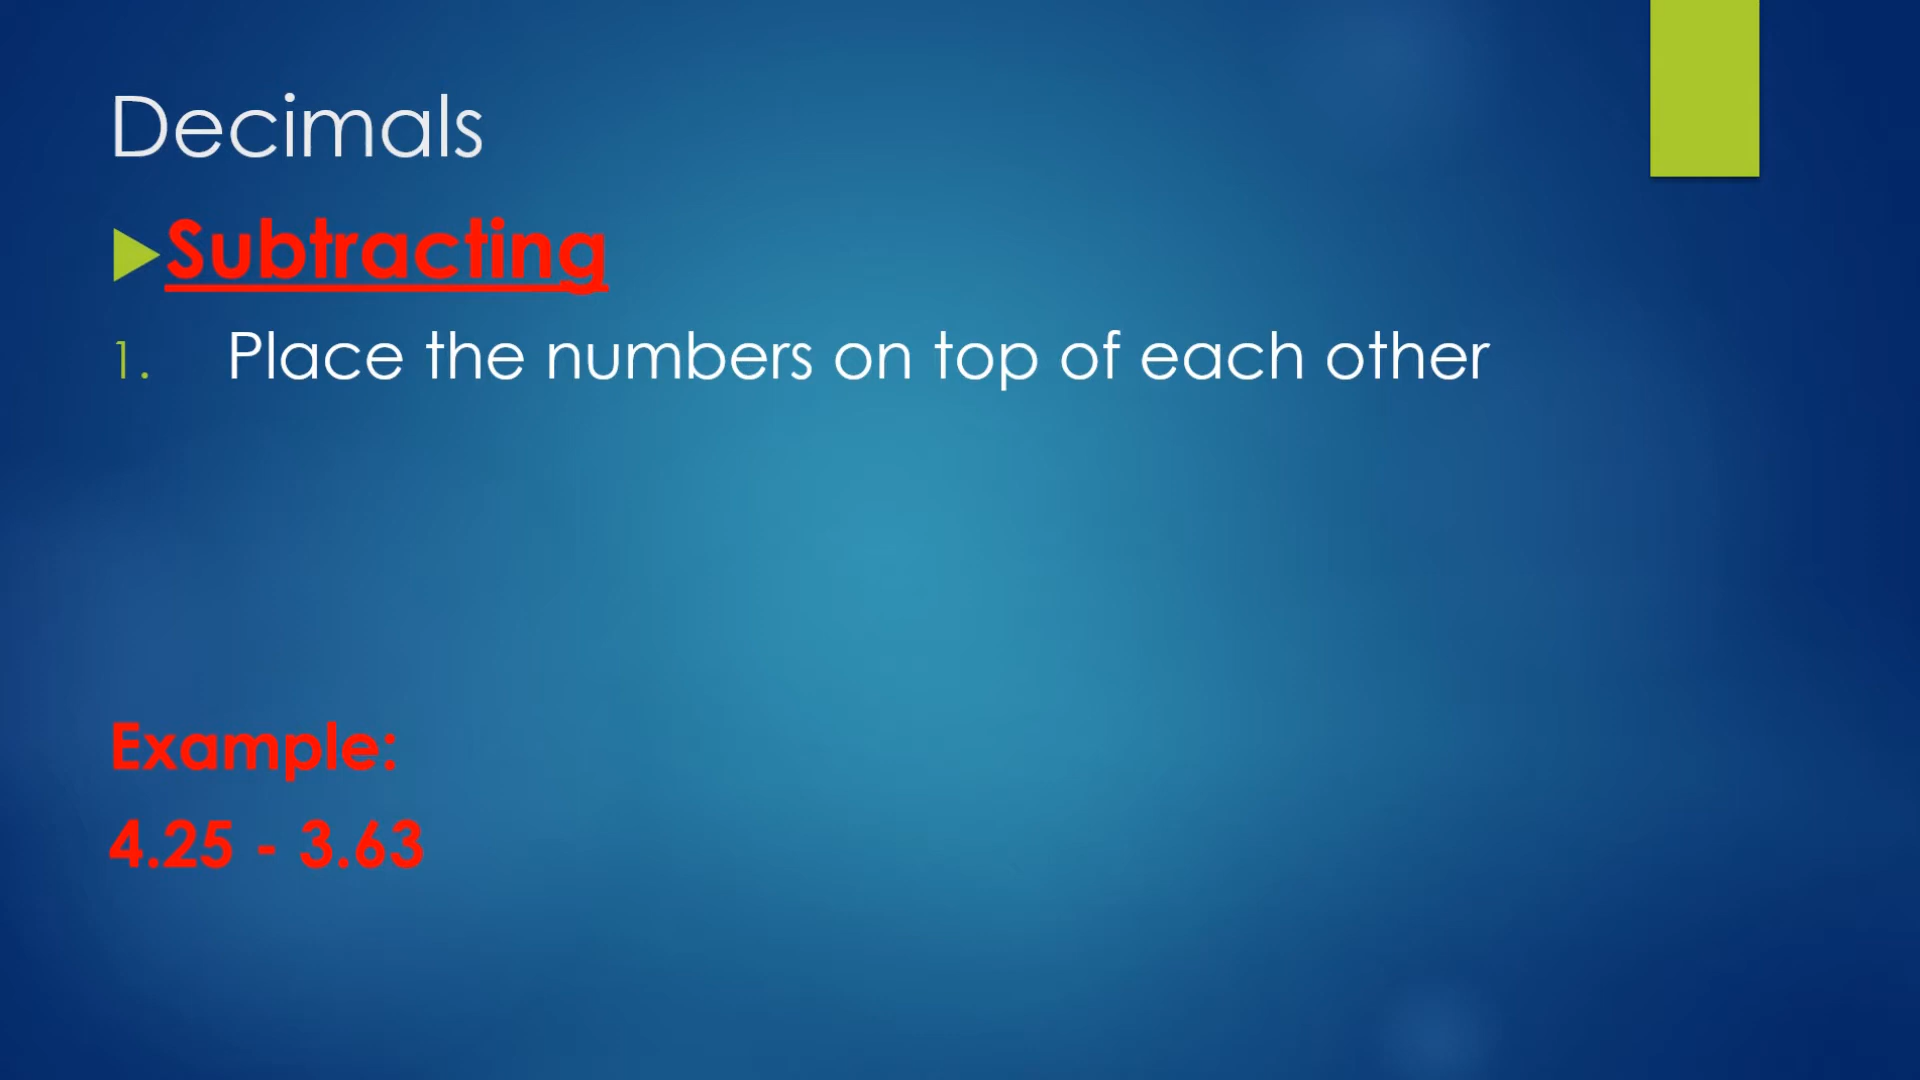 Decimals
Subtracting
1. Place the numbers on top of each other
Example:
4.25 - 3.63